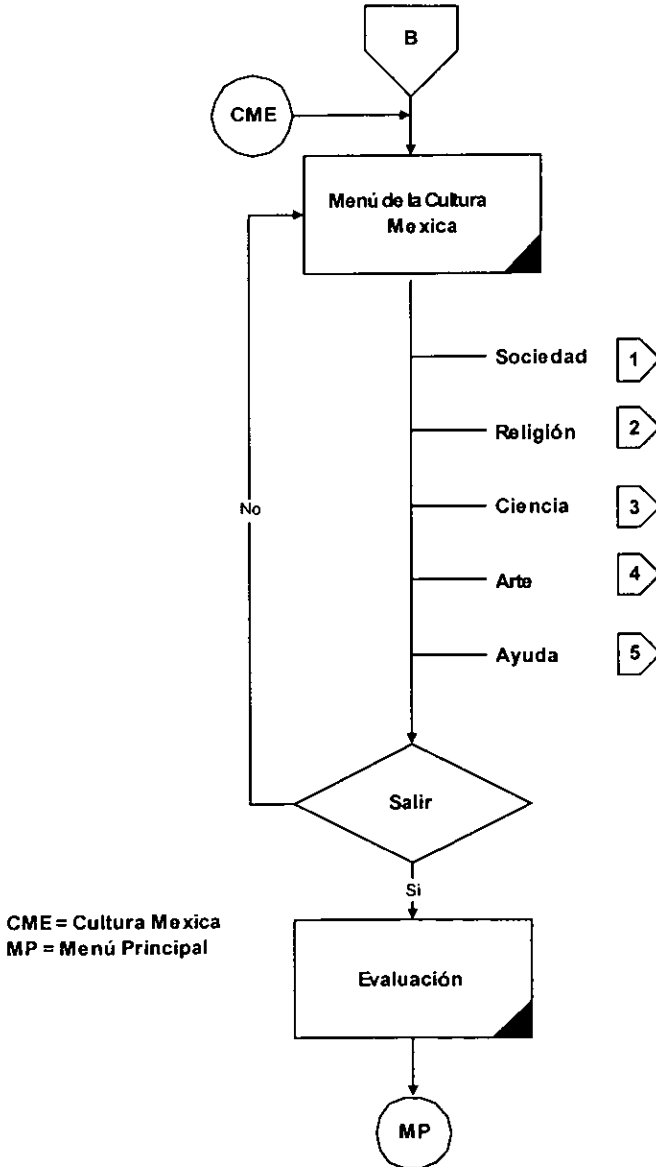 B
CME
Menú de la Cultura
Mexica
Sociedad 1
Religión 2
No
Ciencia 3
Arte 4
Ayuda 5
Salir
Si
CME = Cultura Mexica
MP = Menú Principal
Evaluación
MP